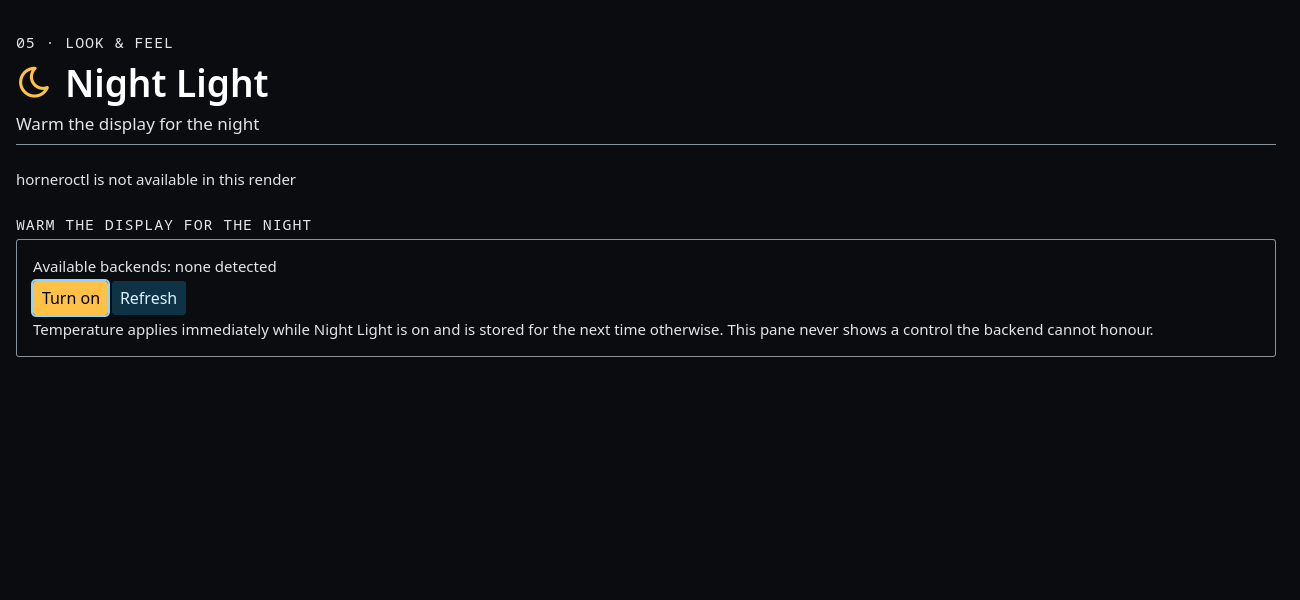 05 · LOOK & FEEL
Night Light
Warm the display for the night
horneroctl is not available in this render
WARM THE DISPLAY FOR THE NIGHT
Available backends: none detected
Turn on Refresh
Temperature applies immediately while Night Light is on and is stored for the next time otherwise. This pane never shows a control the backend cannot honour.